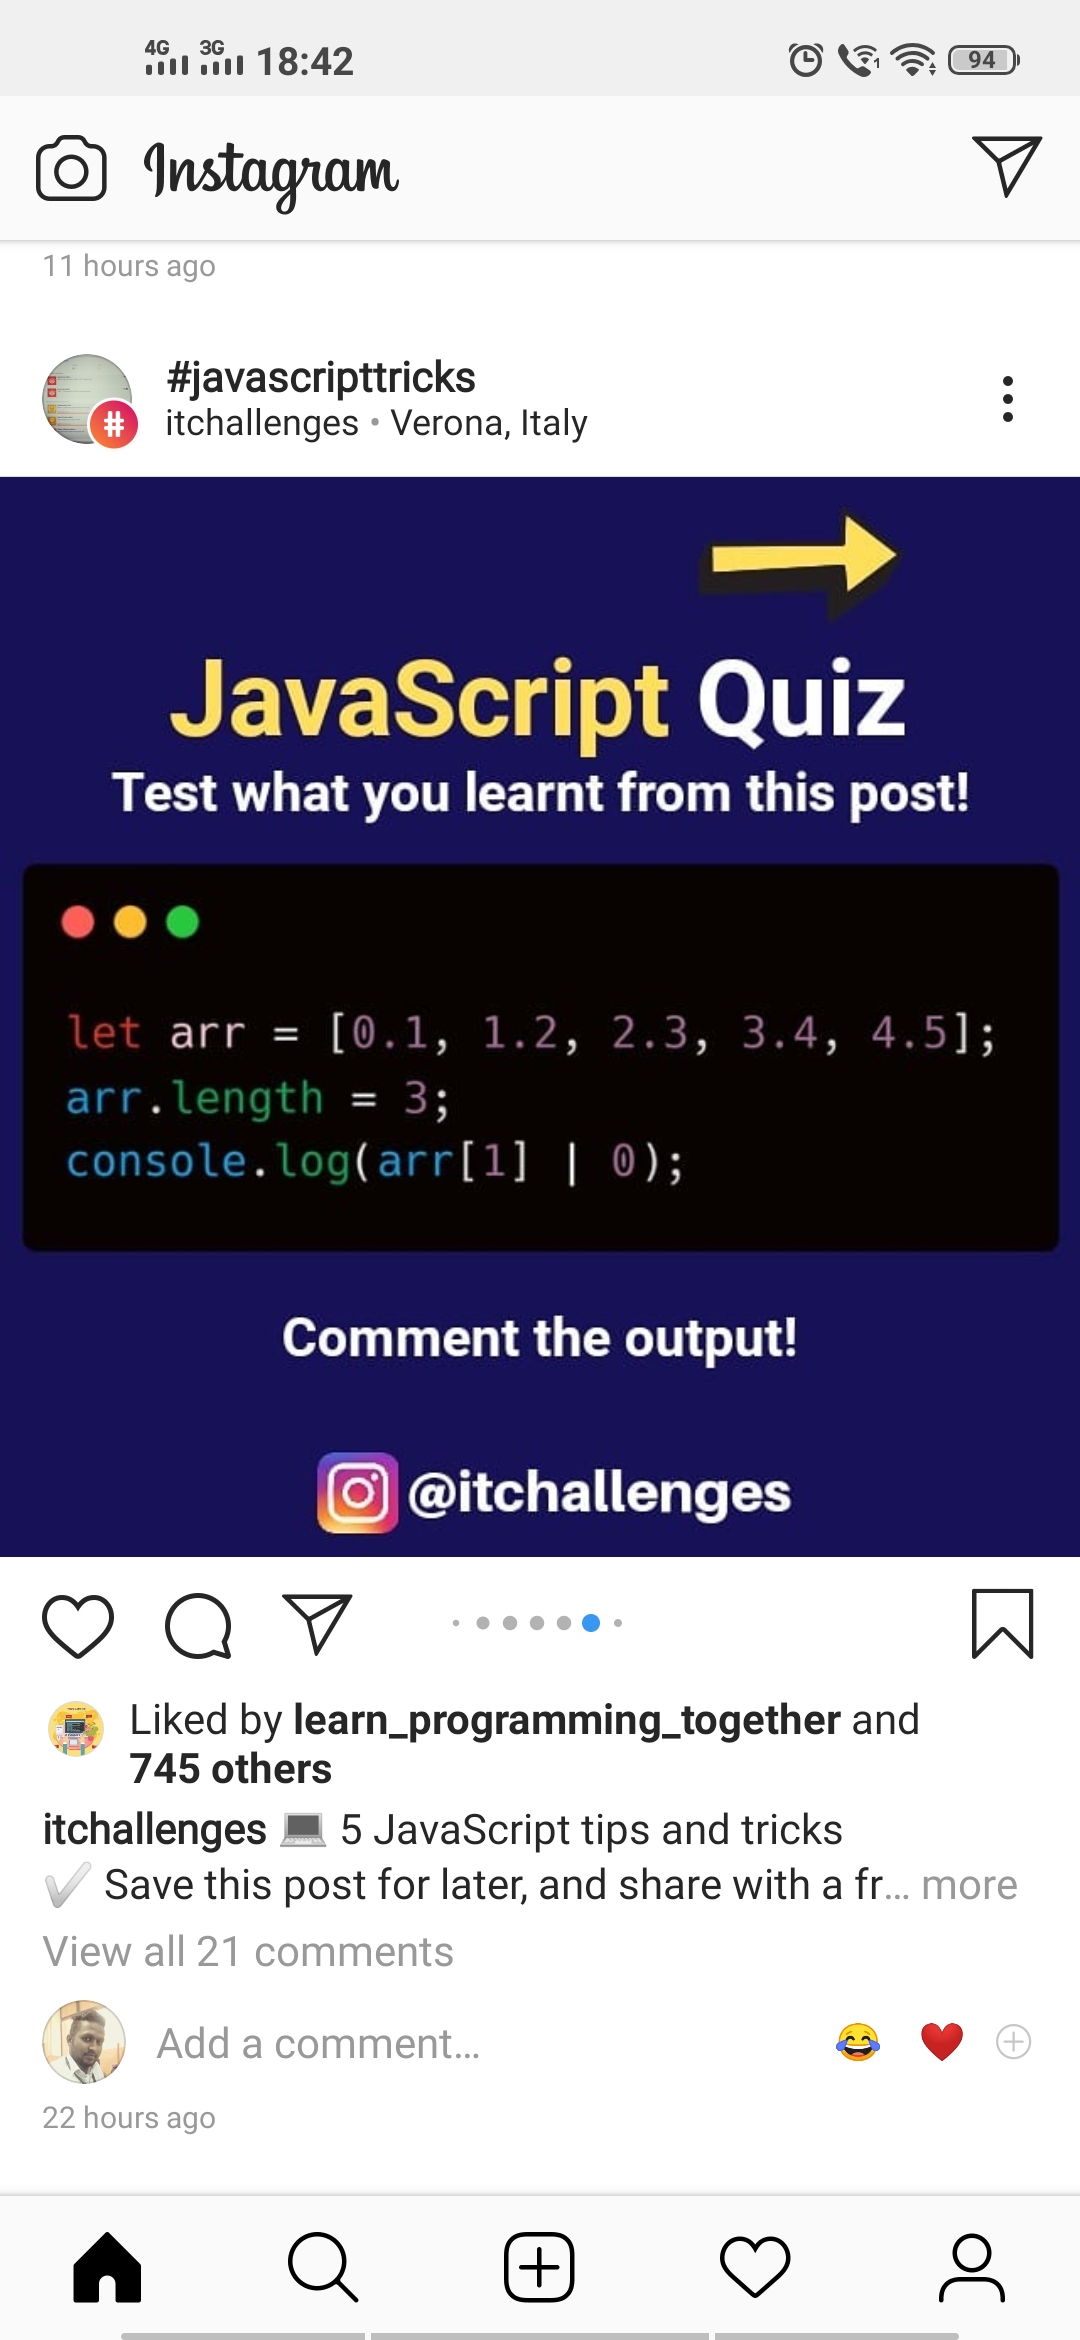 4G 3G 18:42 1 94
Instagram
11 hours ago
#javascripttricks
#
itchallenges • Verona, Italy
JavaScript Quiz
Test what you learnt from this post!
let arr = [0.1, 1.2, 2.3, 3.4, 4.5];
arr.length = 3;
console.log(arr[1] | 0);
Comment the output!
@itchallenges
Liked by learn_programming_together and
745 others
itchallenges 💻 5 JavaScript tips and tricks
✔️ Save this post for later, and share with a fr... more
View all 21 comments
Add a comment...
😂 ❤️
22 hours ago